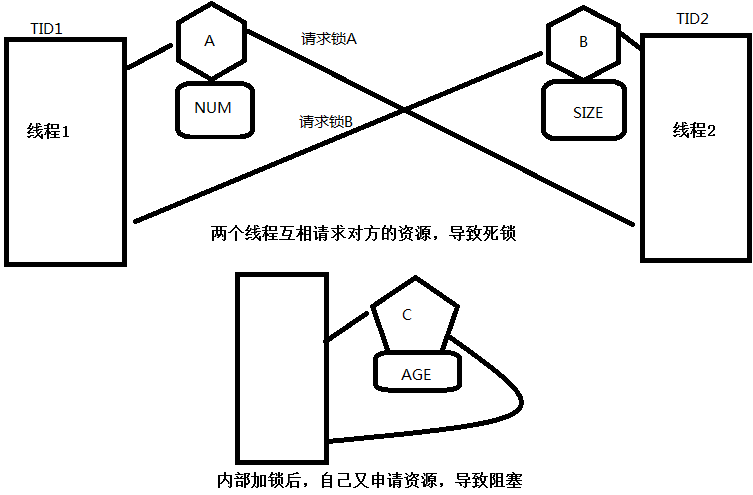 TID1
TID2
A
B
请求锁A
NUM
SIZE
请求锁B
线程1
线程2
两个线程互相请求对方的资源，导致死锁
C
AGE
内部加锁后，自己又申请资源，导致阻塞